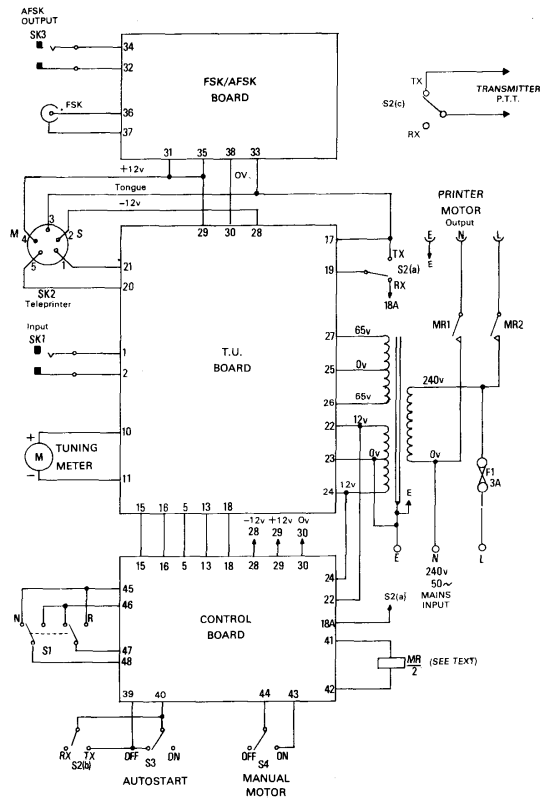 AFSK
OUTPUT
SK3
34
32
FSK
36
37
FSK/AFSK
BOARD
31 35 38 33
TX
S2(c)
RX
TRANSMITTER
P.T.T.
+12v
0V.
Tongue
-12v
M 4 3 2 S
5 1
SK2
Teleprinter
29 30 28
21
20
17
19
TX
S2(a)
RX
18A
PRINTER
MOTOR
Output
E N L
E
MR1
MR2
Input
SK1
1
2
T.U.
BOARD
27 65v
25 0v
26 65v
22 12v
23 0v
24 12v
240v
0v
F1
3A
E
E N L
240v
50~
MAINS
INPUT
+
M
-
TUNING
METER
10
11
15 16 5 13 18
-12v +12v 0v
28 29 30
15 16 5 13 18 28 29 30
CONTROL
BOARD
24
22
18A
S2(a)
41
42
MR
2
(SEE TEXT)
45
46
47
48
N R
S1
39 40 44 43
RX TX
S2(b)
OFF S3 ON
AUTOSTART
OFF S4 ON
MANUAL
MOTOR